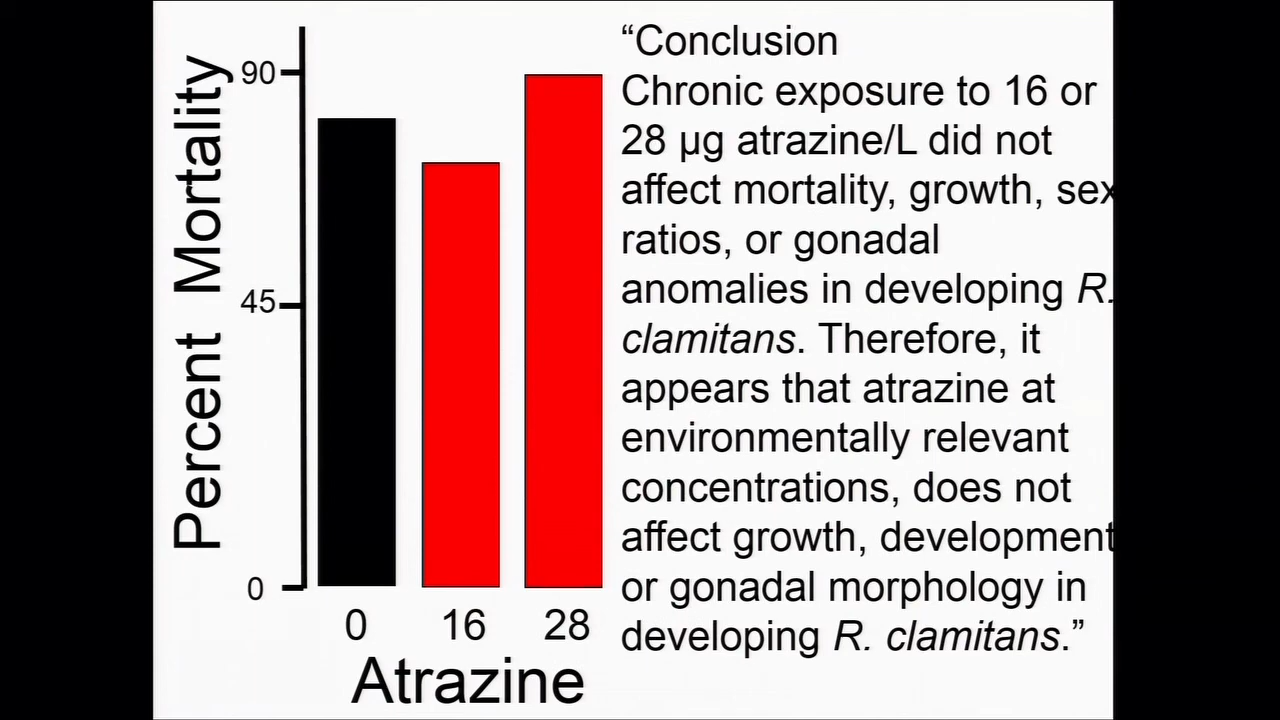 Percent Mortality
90
45
0
0 16 28
Atrazine
“Conclusion
Chronic exposure to 16 or
28 µg atrazine/L did not
affect mortality, growth, sex
ratios, or gonadal
anomalies in developing R.
clamitans. Therefore, it
appears that atrazine at
environmentally relevant
concentrations, does not
affect growth, development
or gonadal morphology in
developing R. clamitans.”